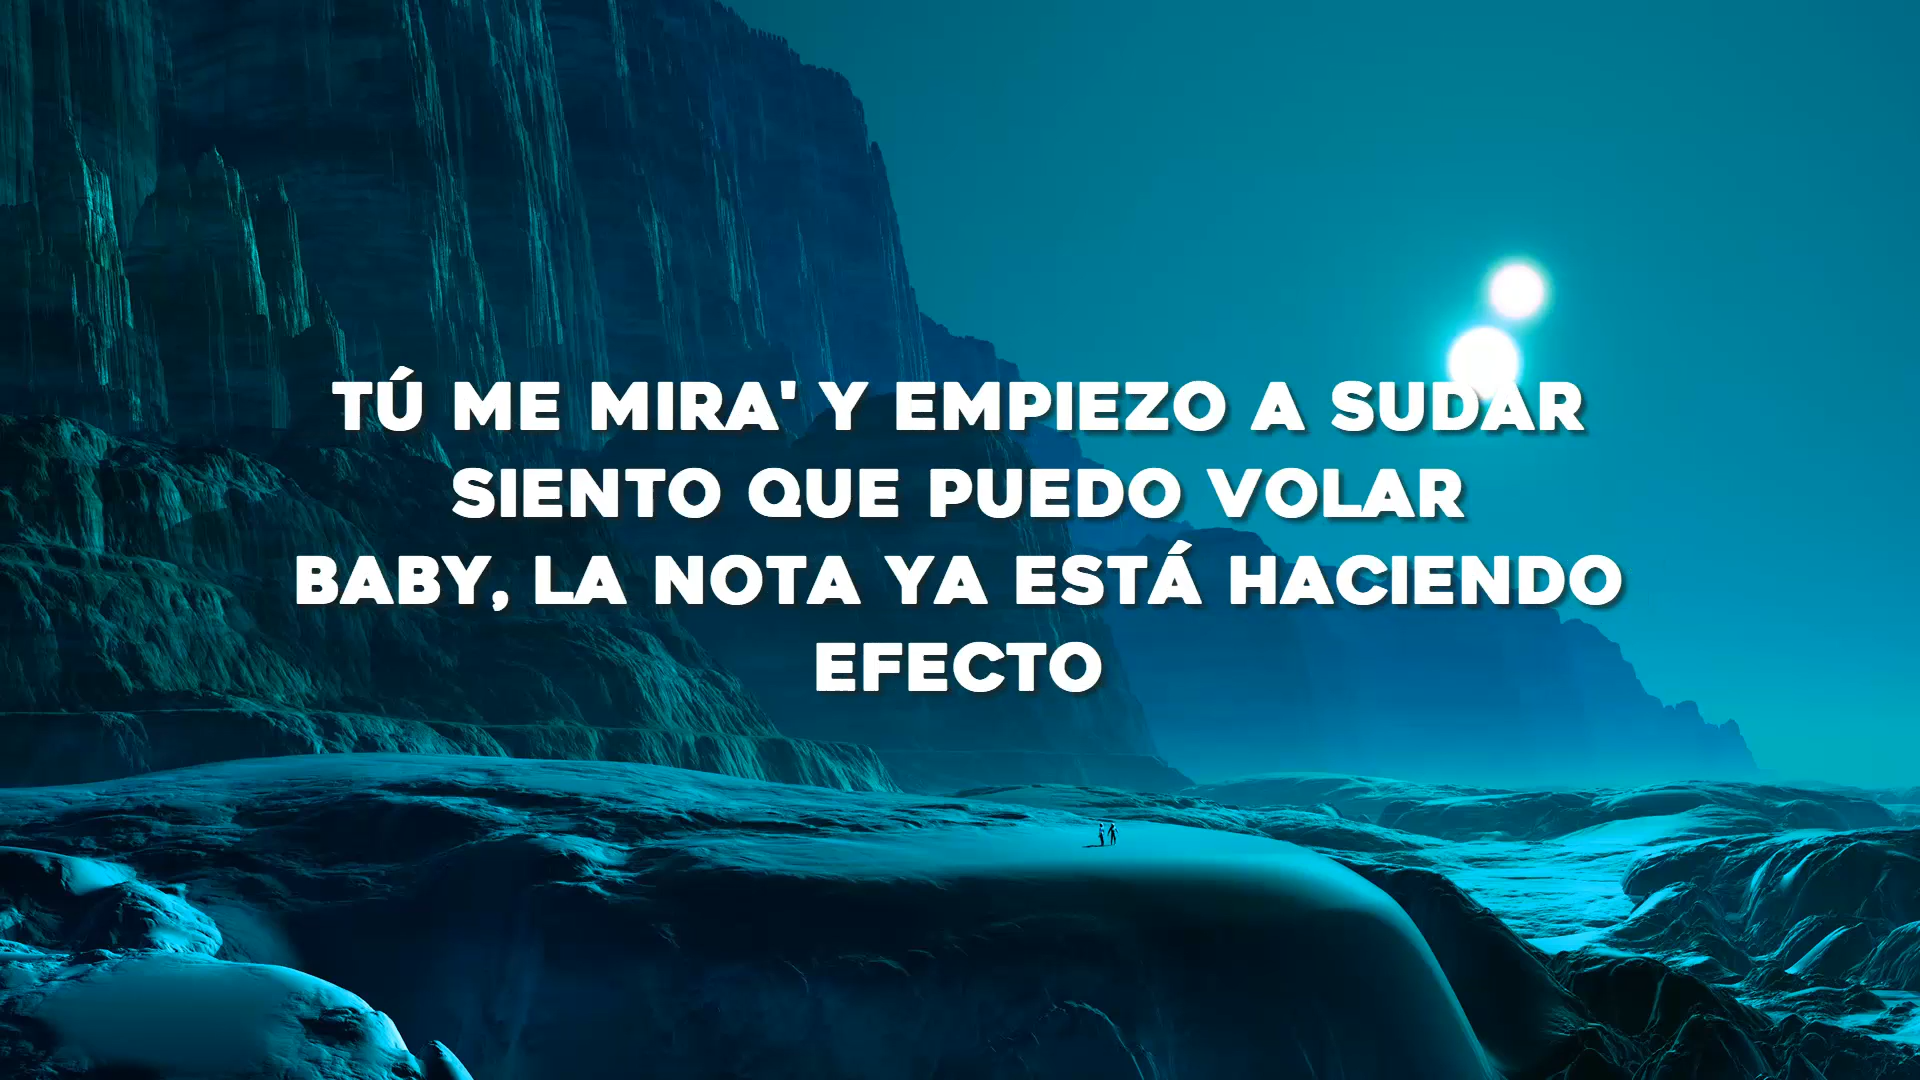 TÚ ME MIRA' Y EMPIEZO A SUDAR
SIENTO QUE PUEDO VOLAR
BABY, LA NOTA YA ESTÁ HACIENDO
EFECTO